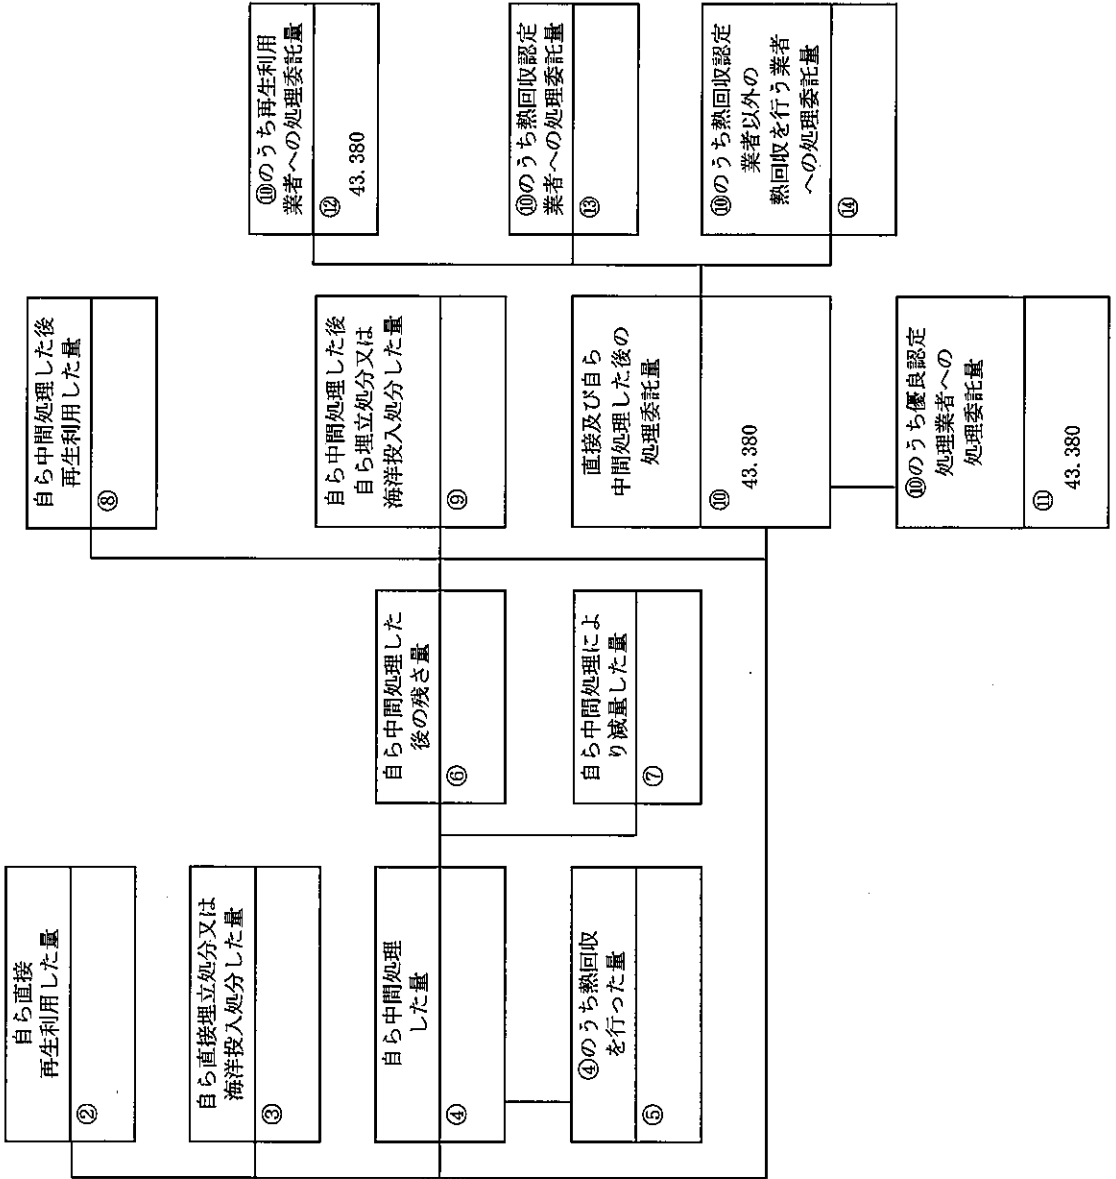 自ら直接
再生利用した量
②
自ら直接埋立処分又は
海洋投入処分した量
③
自ら中間処理
した量
④
④のうち熱回収
を行った量
⑤
自ら中間処理した
後の残さ量
⑥
自ら中間処理によ
り減量した量
⑦
自ら中間処理した後
再生利用した量
⑧
自ら中間処理した後
自ら埋立処分又は
海洋投入処分した量
⑨
直接及び自ら
中間処理した後の
処理委託量
⑩
43.380
⑩のうち優良認定
処理業者への
処理委託量
⑪
43.380
⑩のうち再生利用
業者への処理委託量
⑫
43.380
⑩のうち熱回収認定
業者への処理委託量
⑬
⑩のうち熱回収認定
業者以外の
熱回収を行う業者
への処理委託量
⑭